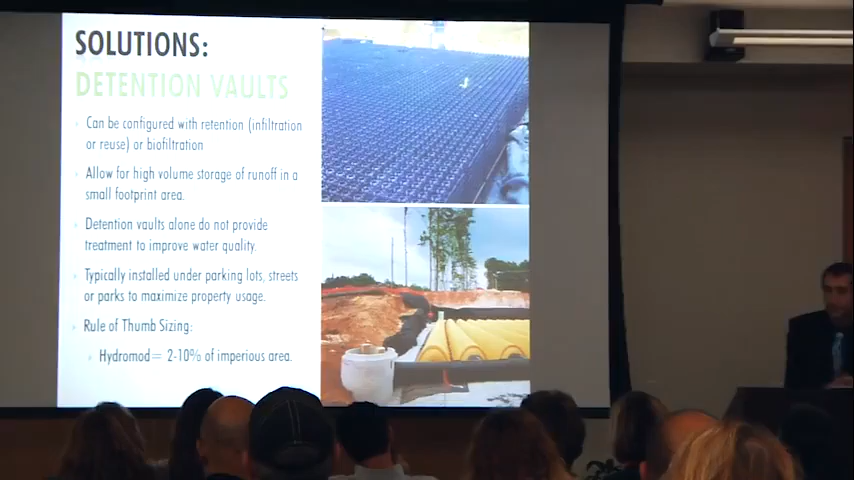 SOLUTIONS:
DETENTION VAULTS
Can be configured with retention (infiltration
or reuse) or biofiltration
Allow for high volume storage of runoff in a
small footprint area.
Detention vaults alone do not provide
treatment to improve water quality.
Typically installed under parking lots, streets
or parks to maximize property usage.
Rule of Thumb Sizing:
Hydromod= 2-10% of imperious area.